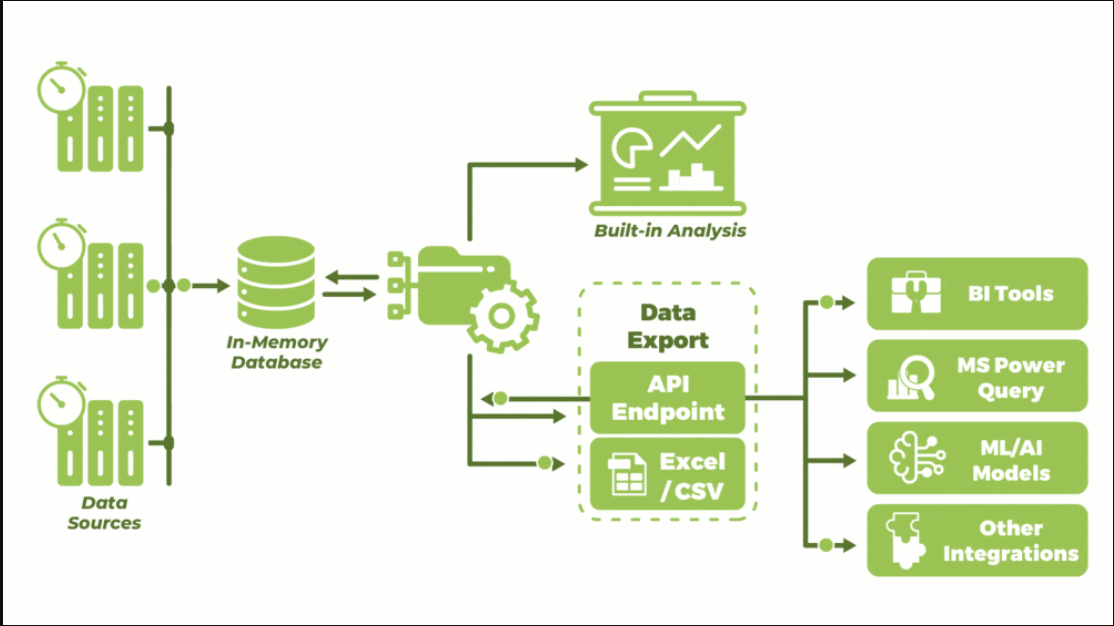 Data
Sources
In-Memory
Database
Built-in Analysis
Data
Export
API
Endpoint
Excel
/CSV
BI Tools
MS Power
Query
ML/AI
Models
Other
Integrations